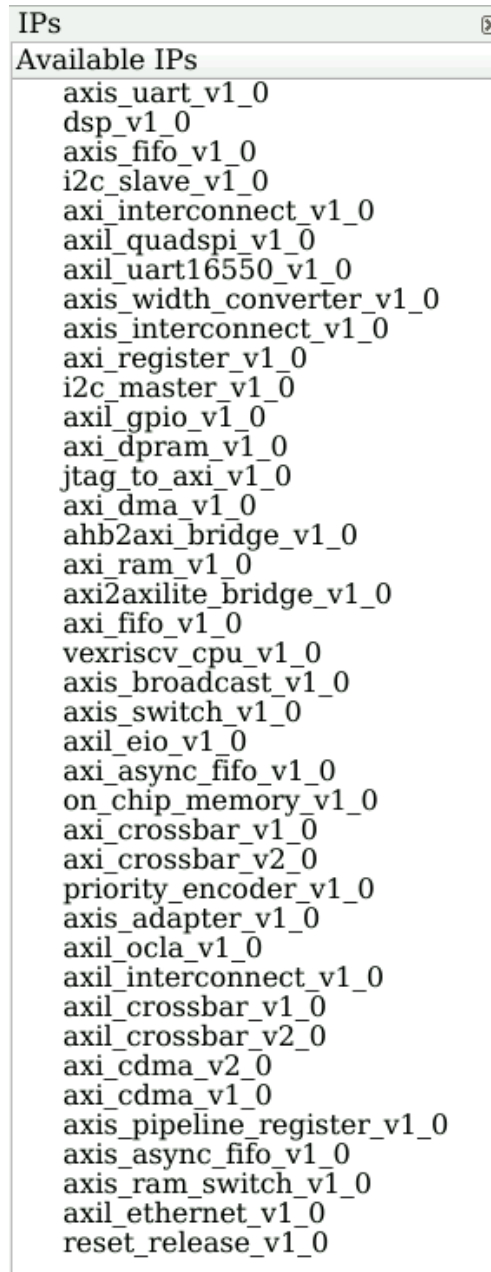 IPs
Available IPs
axis_uart_v1_0
dsp_v1_0
axis_fifo_v1_0
i2c_slave_v1_0
axi_interconnect_v1_0
axil_quadspi_v1_0
axil_uart16550_v1_0
axis_width_converter_v1_0
axis_interconnect_v1_0
axi_register_v1_0
i2c_master_v1_0
axil_gpio_v1_0
axi_dpram_v1_0
jtag_to_axi_v1_0
axi_dma_v1_0
ahb2axi_bridge_v1_0
axi_ram_v1_0
axi2axilite_bridge_v1_0
axi_fifo_v1_0
vexriscv_cpu_v1_0
axis_broadcast_v1_0
axis_switch_v1_0
axil_eio_v1_0
axi_async_fifo_v1_0
on_chip_memory_v1_0
axi_crossbar_v1_0
axi_crossbar_v2_0
priority_encoder_v1_0
axis_adapter_v1_0
axil_ocla_v1_0
axil_interconnect_v1_0
axil_crossbar_v1_0
axil_crossbar_v2_0
axi_cdma_v2_0
axi_cdma_v1_0
axis_pipeline_register_v1_0
axis_async_fifo_v1_0
axis_ram_switch_v1_0
axil_ethernet_v1_0
reset_release_v1_0